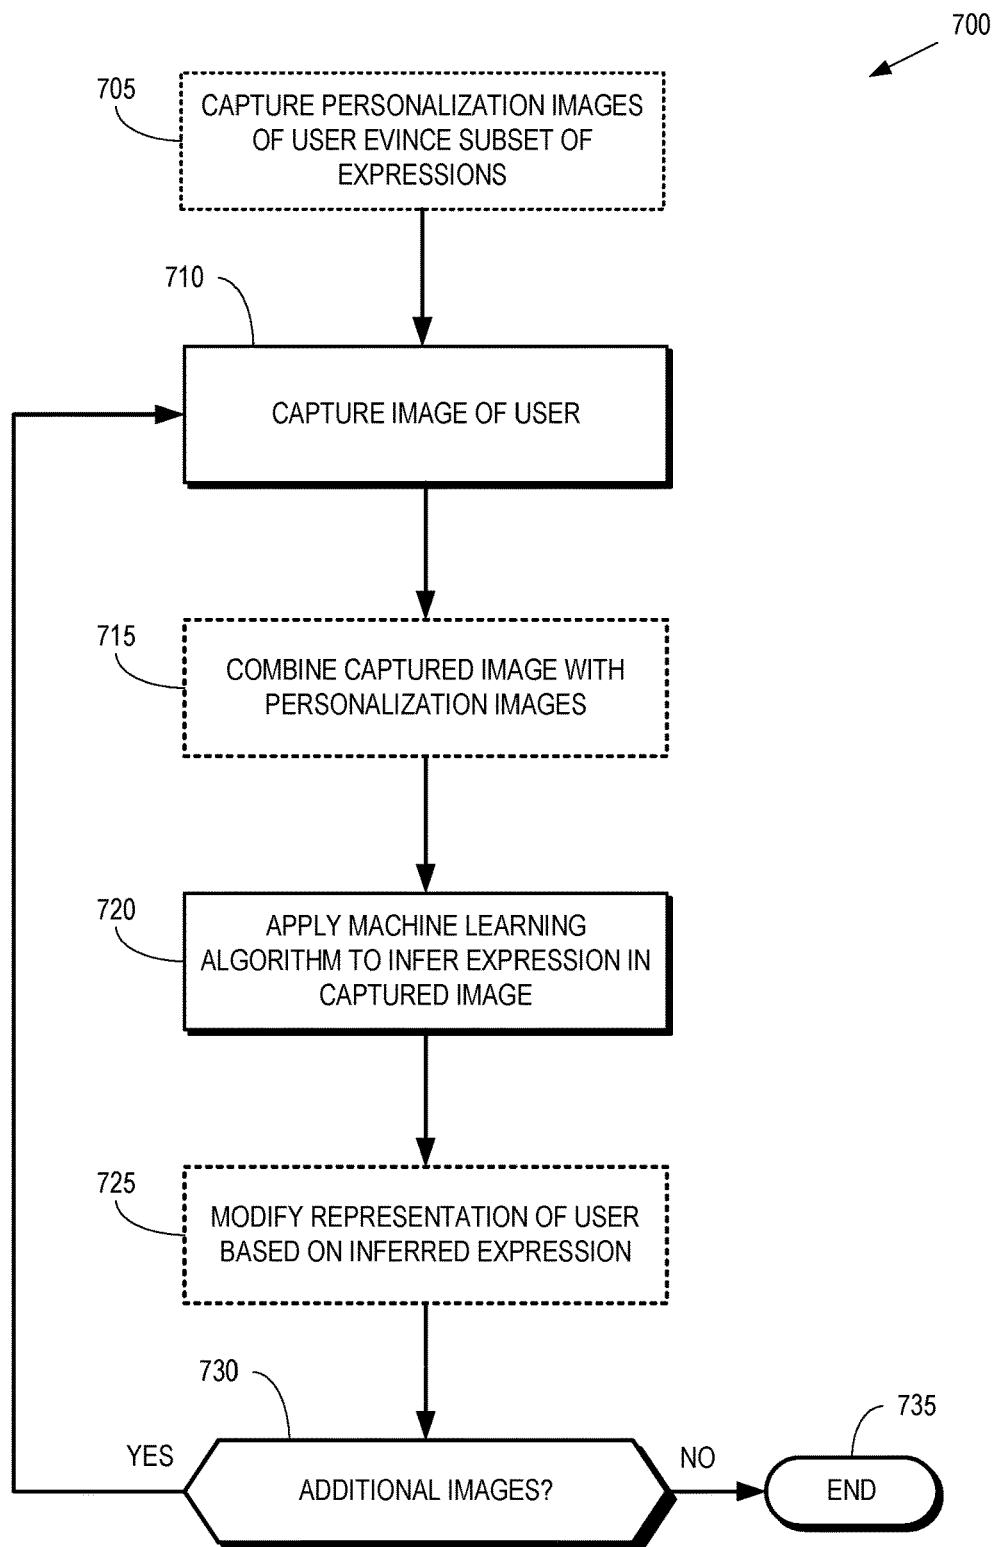 700
705
CAPTURE PERSONALIZATION IMAGES
OF USER EVINCE SUBSET OF
EXPRESSIONS
710
CAPTURE IMAGE OF USER
715
COMBINE CAPTURED IMAGE WITH
PERSONALIZATION IMAGES
720
APPLY MACHINE LEARNING
ALGORITHM TO INFER EXPRESSION IN
CAPTURED IMAGE
725
MODIFY REPRESENTATION OF USER
BASED ON INFERRED EXPRESSION
730
735
YES
ADDITIONAL IMAGES?
NO
END